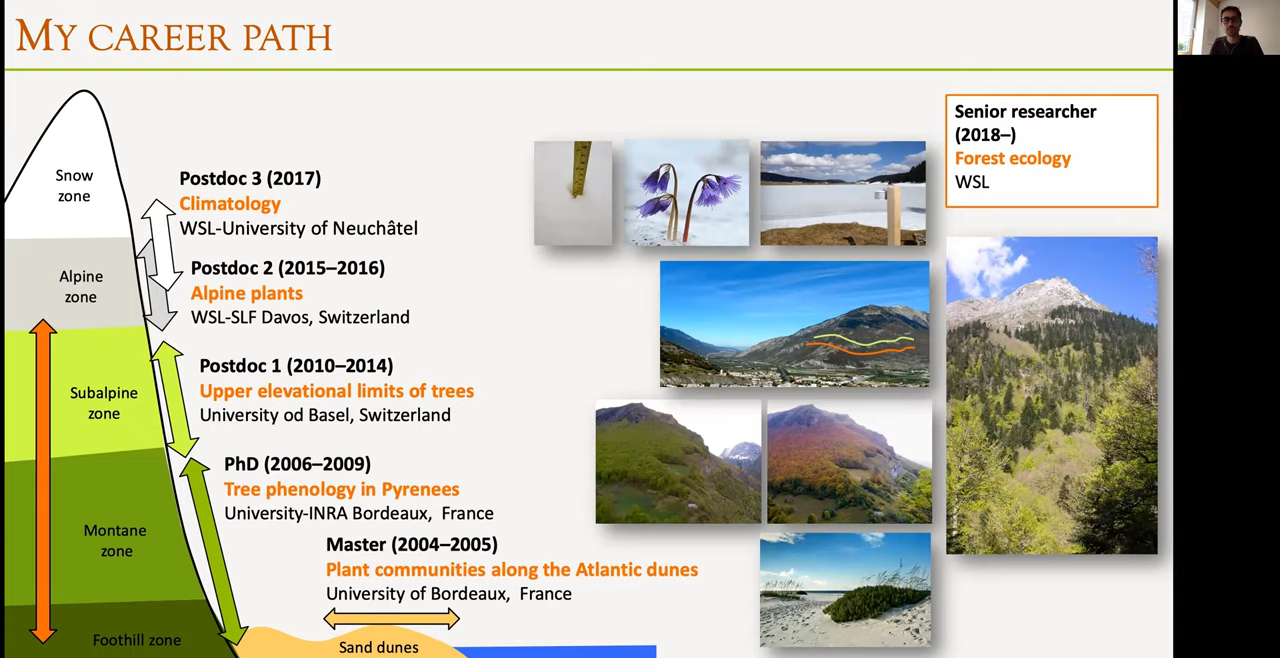 MY CAREER PATH
Senior researcher
(2018–)
Forest ecology
WSL
Snow
zone
Postdoc 3 (2017)
Climatology
WSL-University of Neuchâtel
Alpine
zone
Postdoc 2 (2015–2016)
Alpine plants
WSL-SLF Davos, Switzerland
Subalpine
zone
Postdoc 1 (2010–2014)
Upper elevational limits of trees
University od Basel, Switzerland
Montane
zone
PhD (2006–2009)
Tree phenology in Pyrenees
University-INRA Bordeaux, France
Master (2004–2005)
Plant communities along the Atlantic dunes
University of Bordeaux, France
Foothill zone
Sand dunes